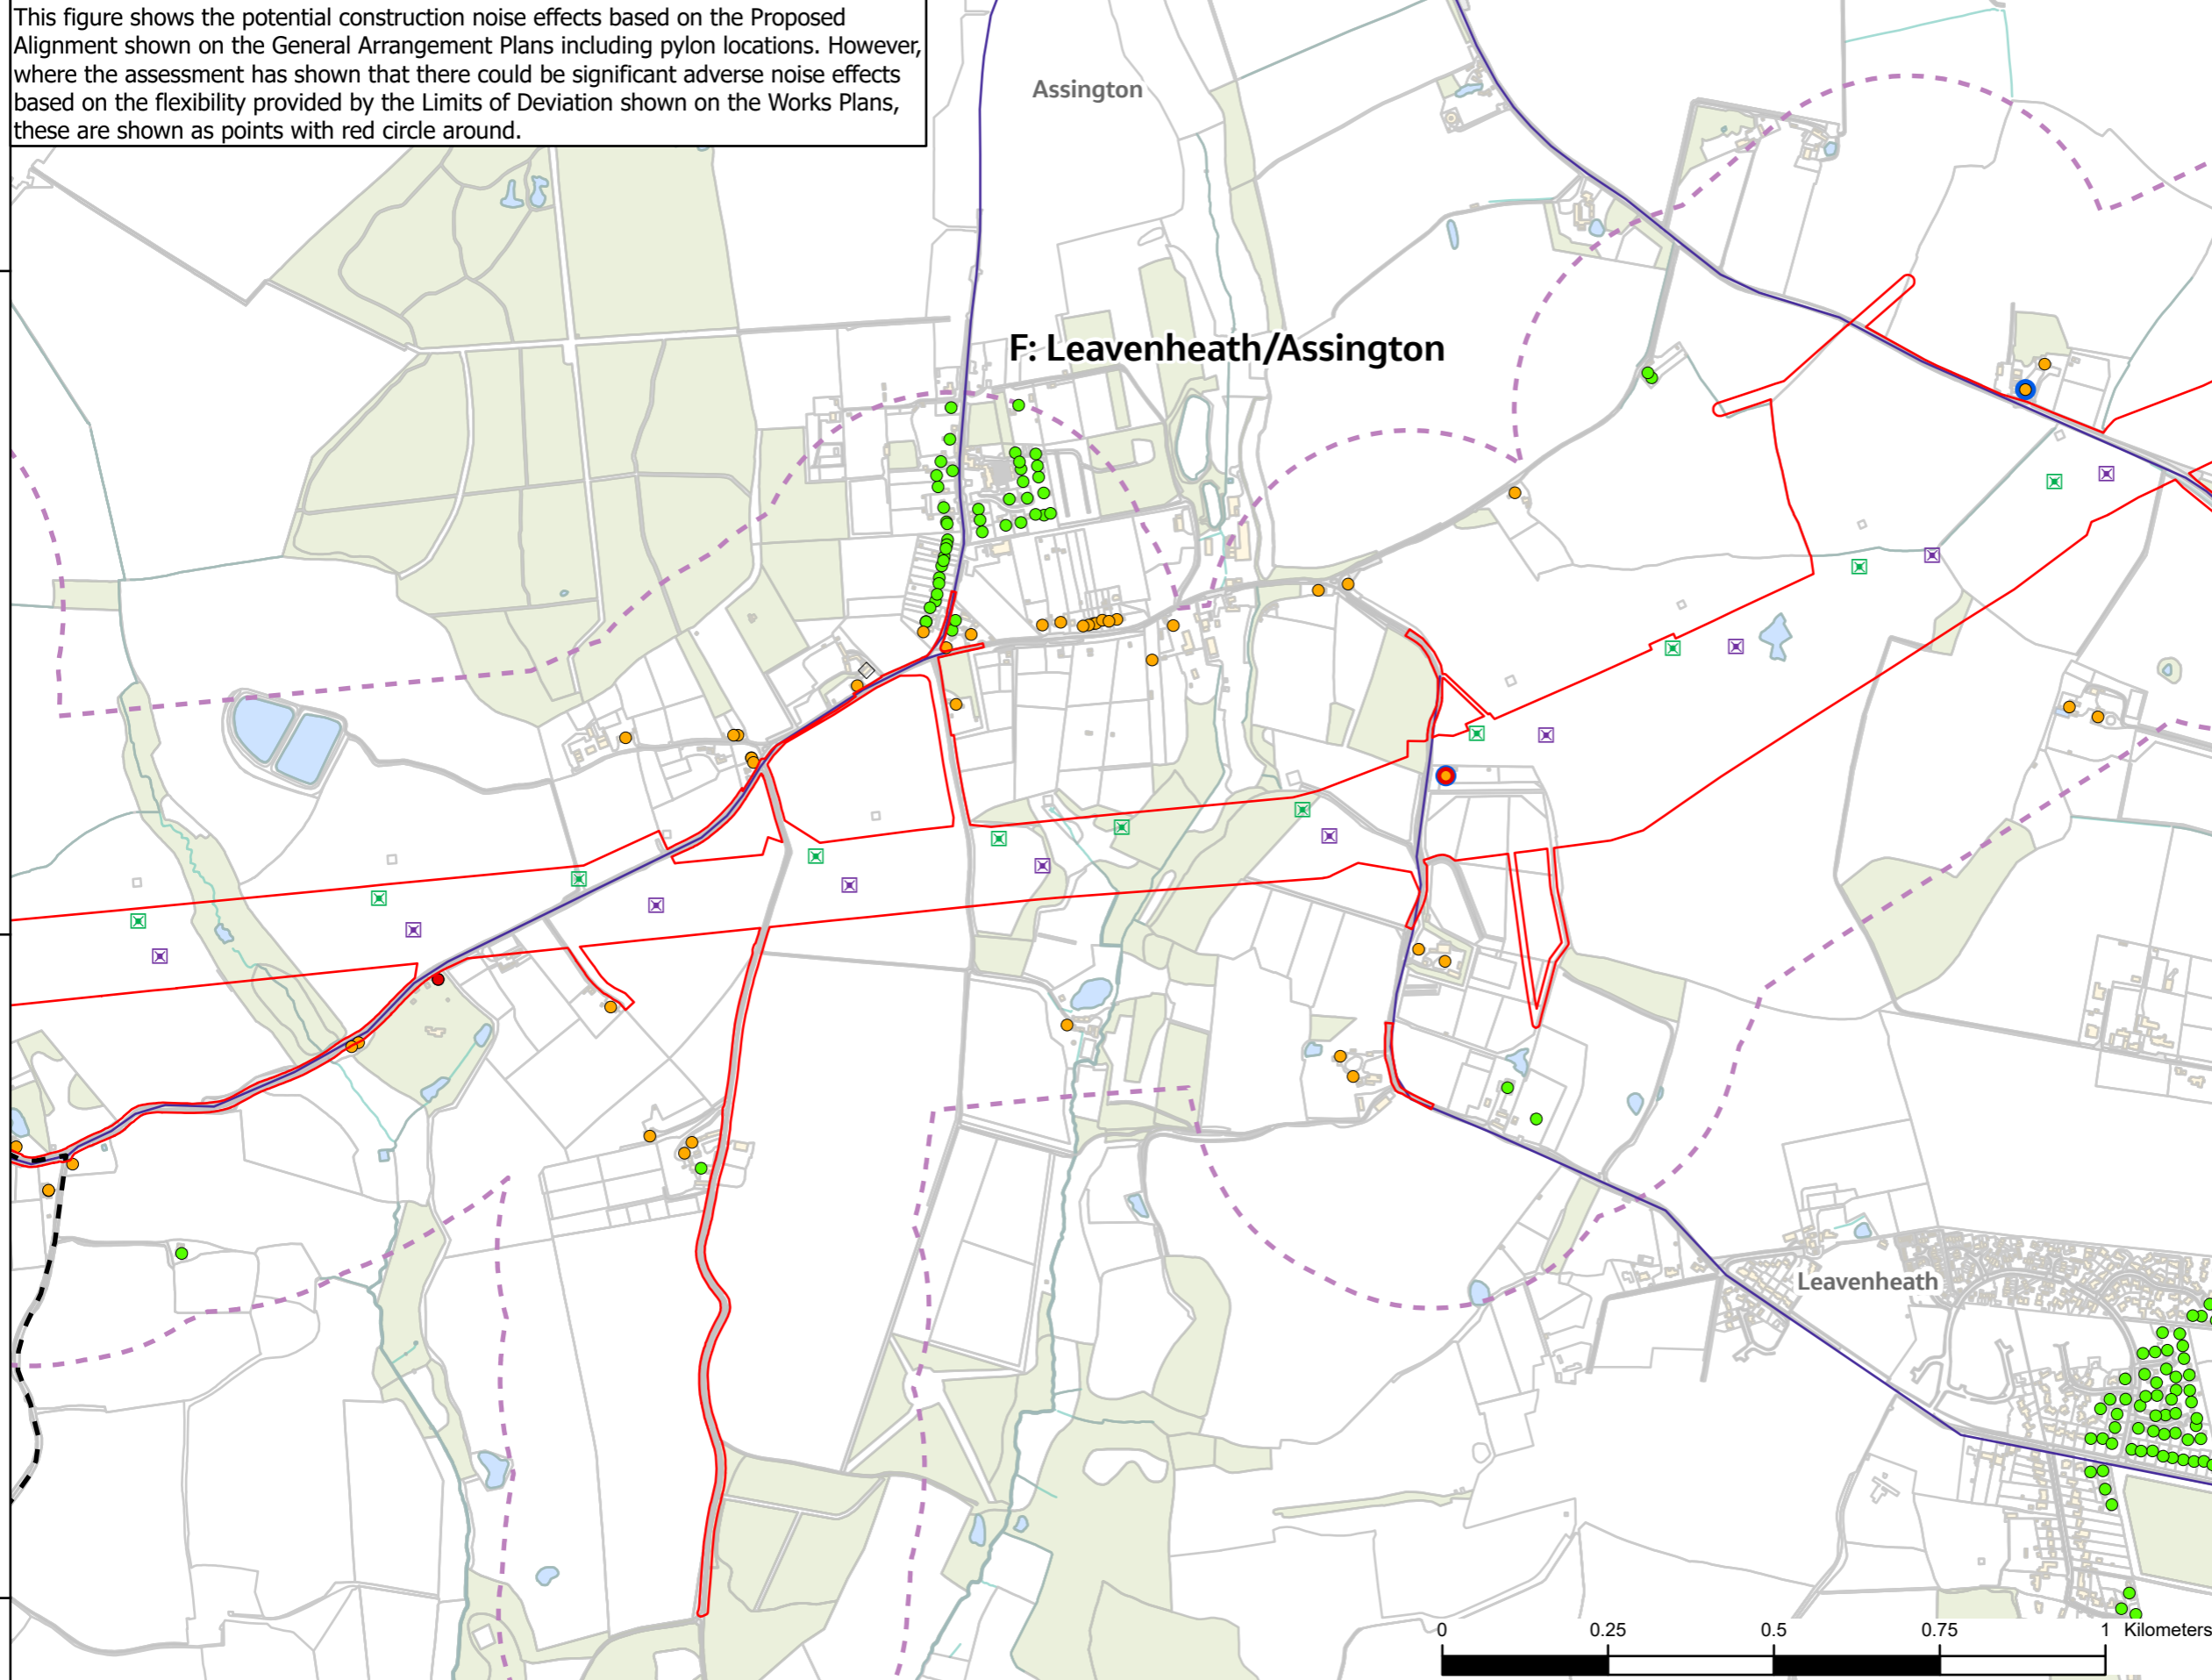 This figure shows the potential construction noise effects based on the Proposed
Alignment shown on the General Arrangement Plans including pylon locations. However,
where the assessment has shown that there could be significant adverse noise effects
based on the flexibility provided by the Limits of Deviation shown on the Works Plans,
these are shown as points with red circle around.
Assington
F: Leavenheath/Assington
Leavenheath
0 0.25 0.5 0.75 1 Kilometers